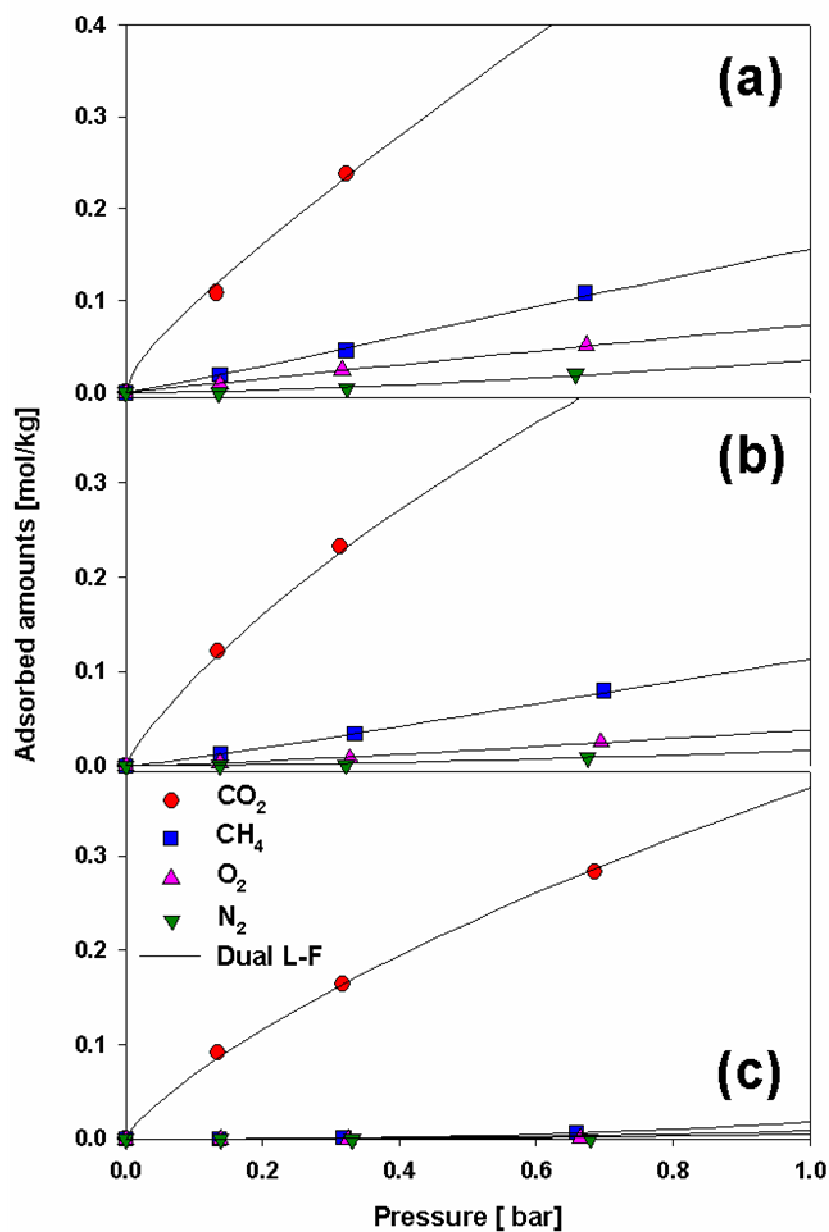 0.4
(a)
0.3
0.2
0.1
0.0
(b)
0.3
0.2
0.1
0.0
Adsorbed amounts [mol/kg]
CO2
CH4
O2
N2
Dual L-F
0.3
0.2
0.1
0.0
(c)
0.0 0.2 0.4 0.6 0.8 1.0
Pressure [ bar]